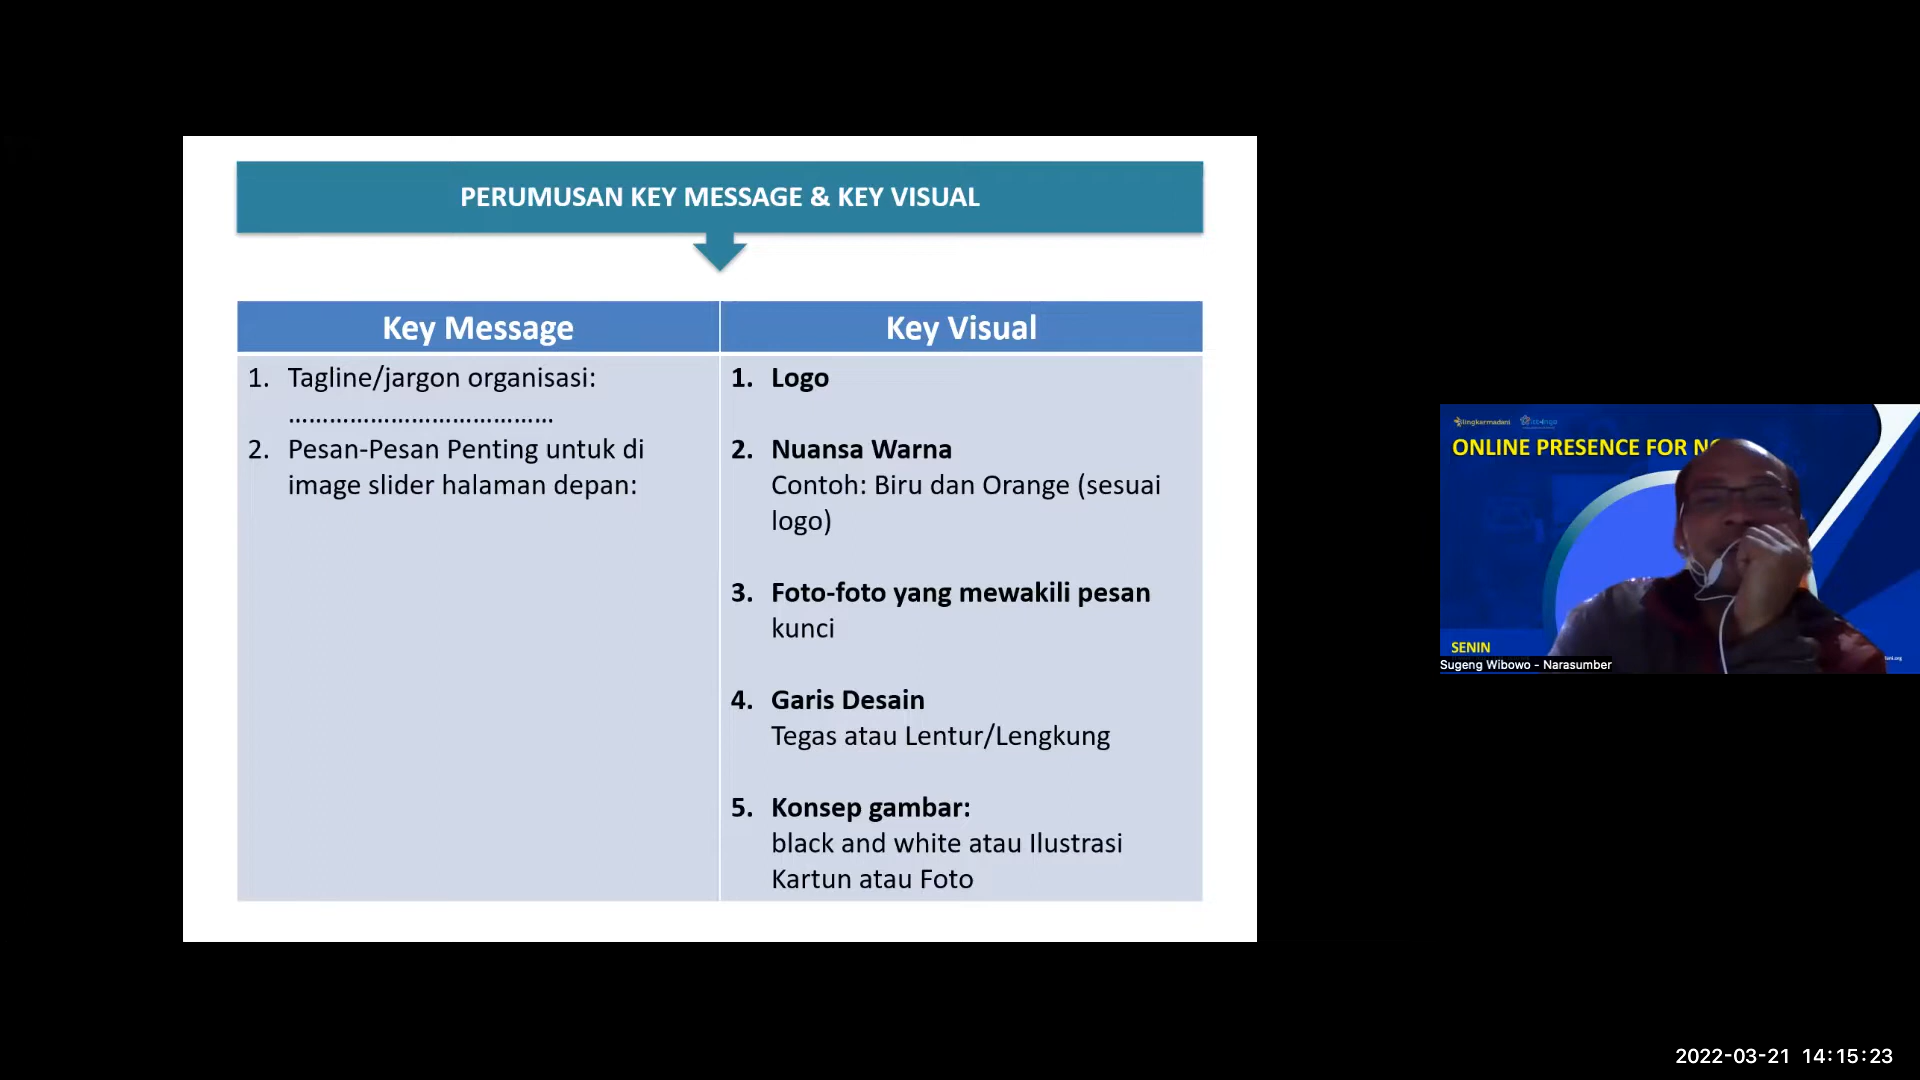 PERUMUSAN KEY MESSAGE & KEY VISUAL
Key Message
1. Tagline/jargon organisasi:
.......................................
2. Pesan-Pesan Penting untuk di
image slider halaman depan:
Key Visual
1. Logo
2. Nuansa Warna
Contoh: Biru dan Orange (sesuai
logo)
3. Foto-foto yang mewakili pesan
kunci
4. Garis Desain
Tegas atau Lentur/Lengkung
5. Konsep gambar:
black and white atau Ilustrasi
Kartun atau Foto
lingkarmadani
ONLINE PRESENCE FOR
SENIN
Sugeng Wibowo - Narasumber
2022-03-21 14:15:23